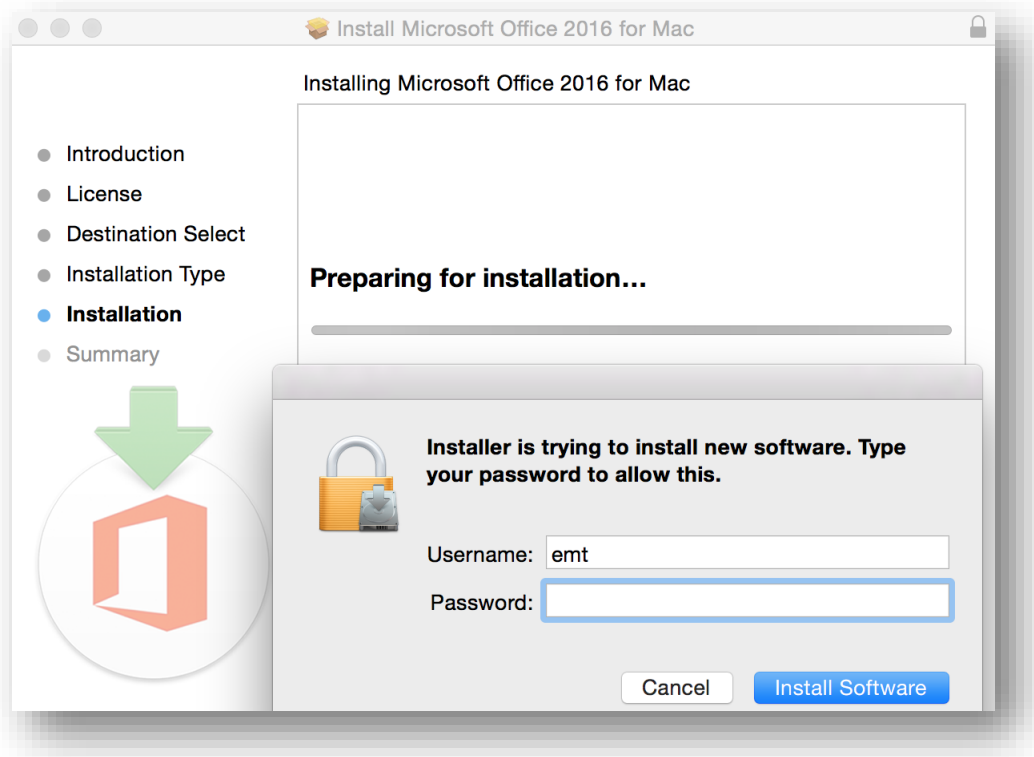 Install Microsoft Office 2016 for Mac
Installing Microsoft Office 2016 for Mac
Introduction
License
Destination Select
Installation Type
Installation
Summary
Preparing for installation...
Installer is trying to install new software. Type
your password to allow this.
Username: emt
Password:
Cancel Install Software